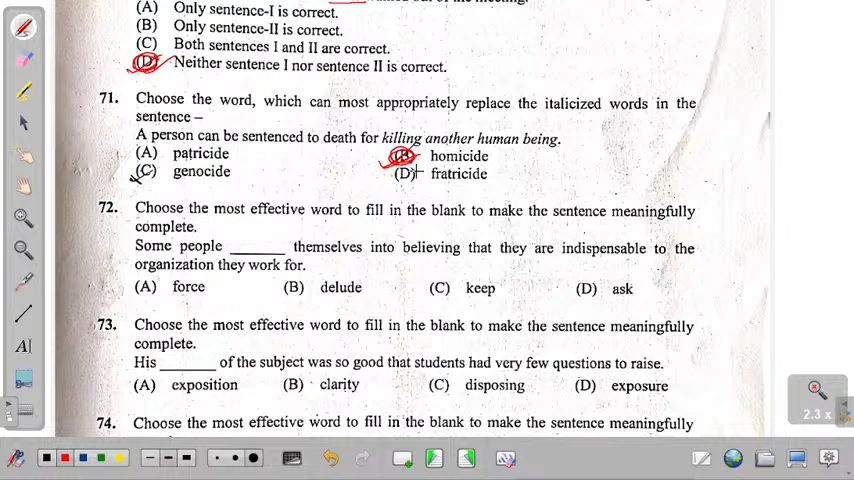 (A) Only sentence-I is correct.
(B) Only sentence-II is correct.
(C) Both sentences I and II are correct.
(D) Neither sentence I nor sentence II is correct.
71. Choose the word, which can most appropriately replace the italicized words in the
sentence –
A person can be sentenced to death for killing another human being.
(A) patricide (B) homicide
(C) genocide (D) fratricide
72. Choose the most effective word to fill in the blank to make the sentence meaningfully
complete.
Some people ______ themselves into believing that they are indispensable to the
organization they work for.
(A) force (B) delude (C) keep (D) ask
73. Choose the most effective word to fill in the blank to make the sentence meaningfully
complete.
His ______ of the subject was so good that students had very few questions to raise.
(A) exposition (B) clarity (C) disposing (D) exposure
2.3 x
74. Choose the most effective word to fill in the blank to make the sentence meaningfully